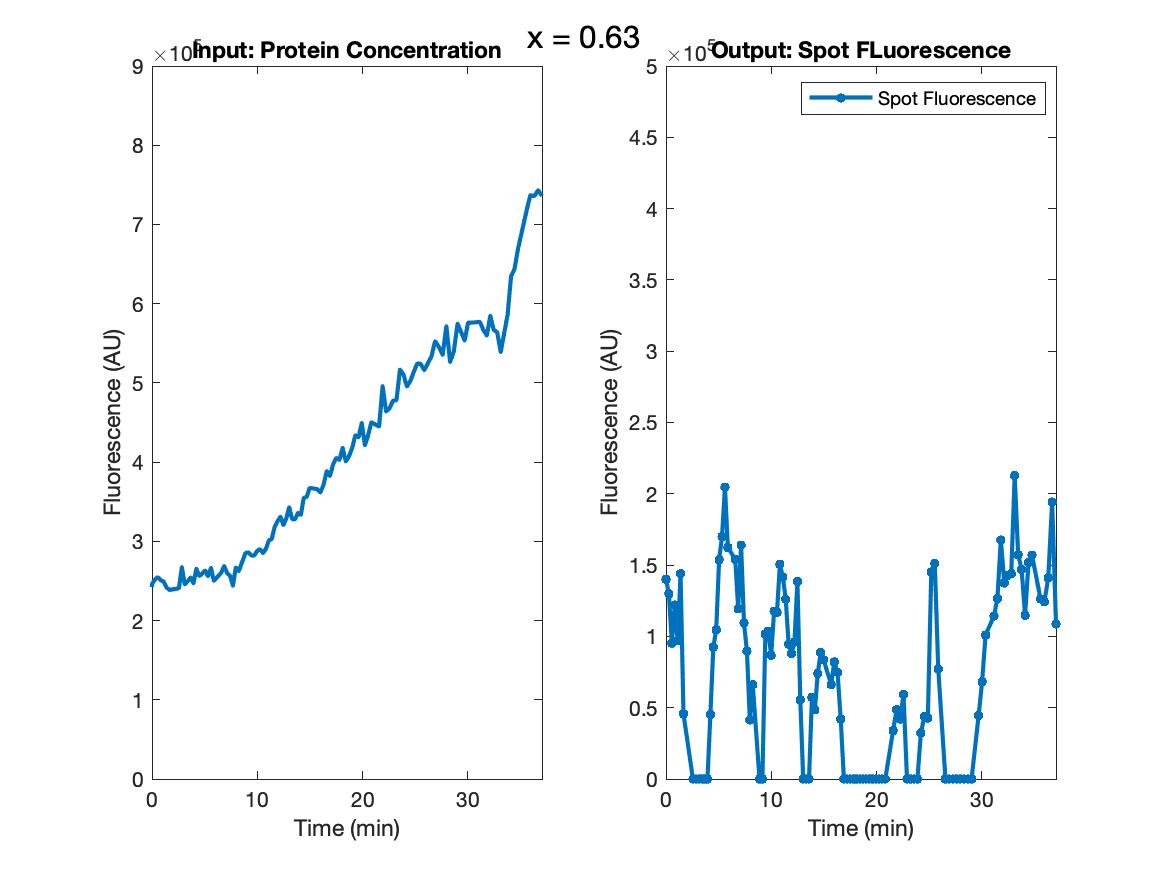 x = 0.63
×10⁵
Input: Protein Concentration
9
8
7
6
5
4
3
2
1
0
Fluorescence (AU)
0 10 20 30
Time (min)
×10⁵
Output: Spot FLuorescence
Spot Fluorescence
5
4.5
4
3.5
3
2.5
2
1.5
1
0.5
0
Fluorescence (AU)
0 10 20 30
Time (min)